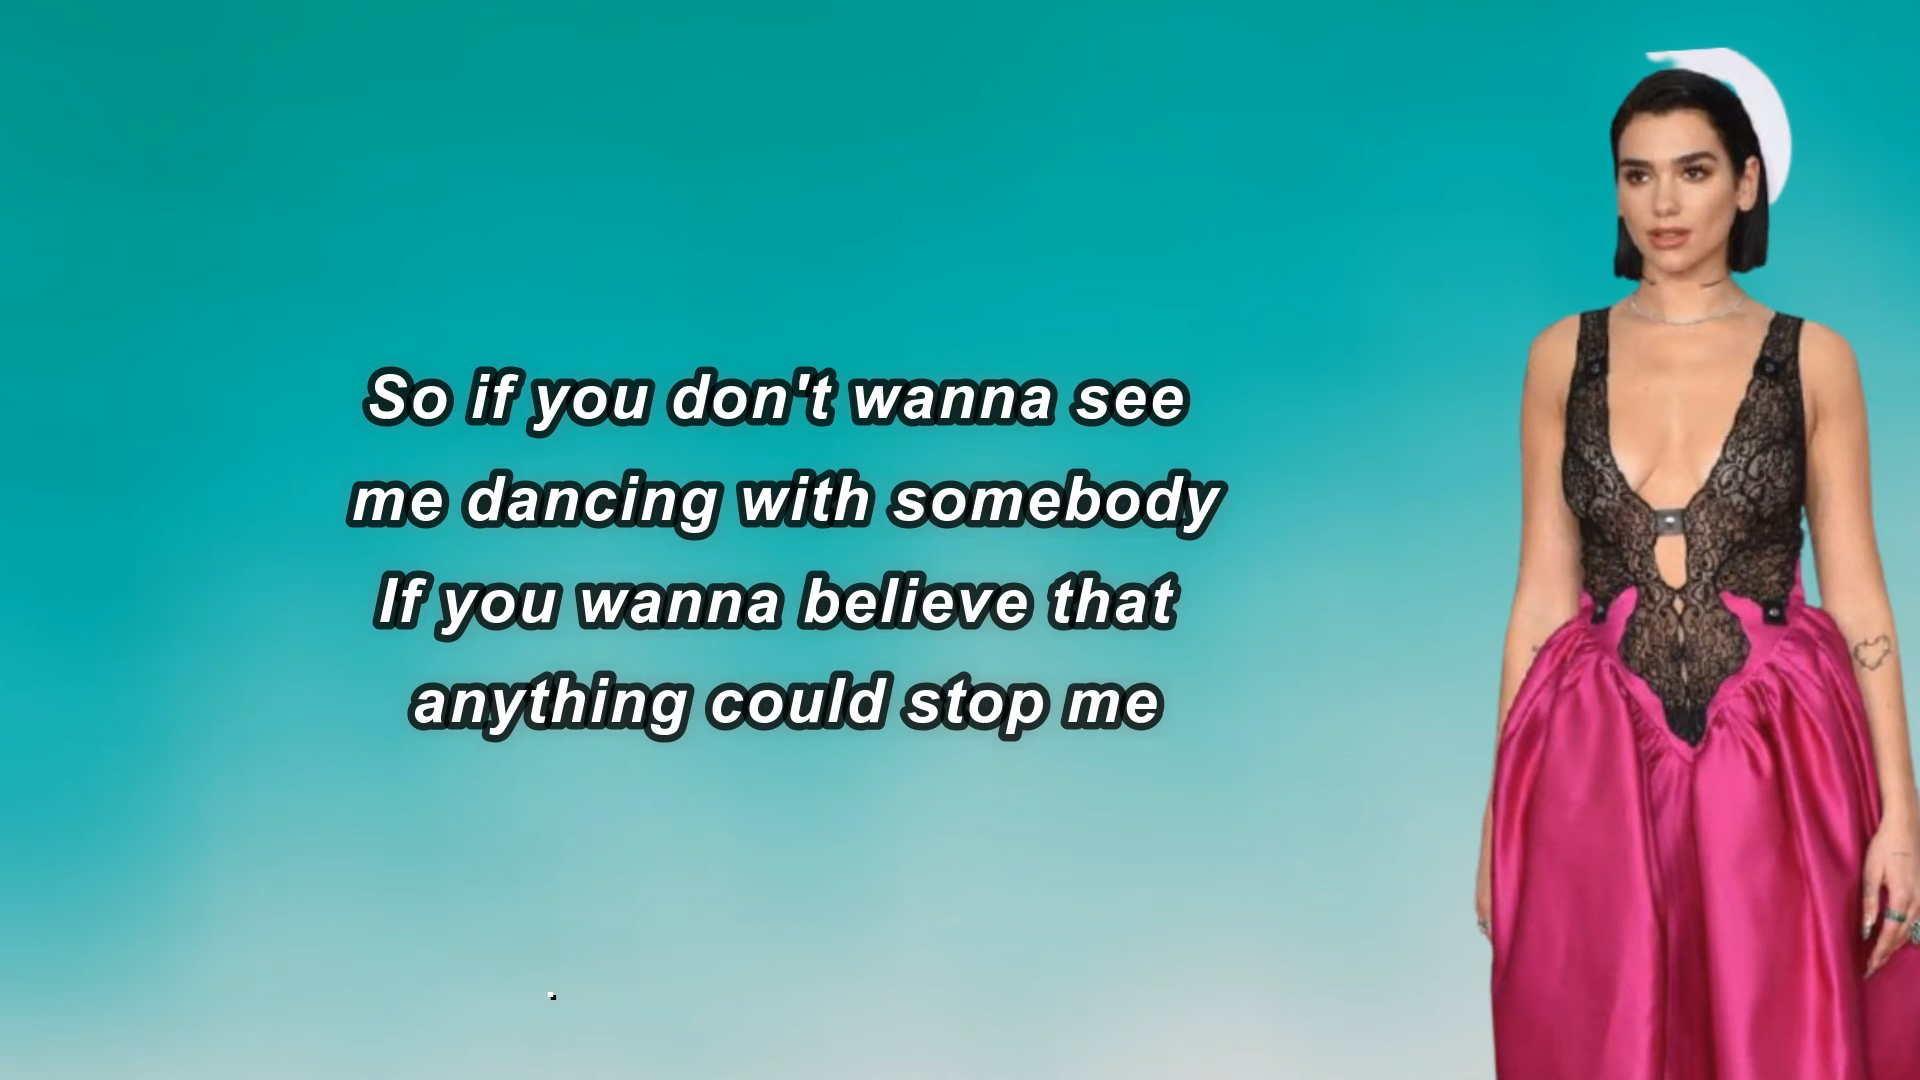 So if you don't wanna see
me dancing with somebody
If you wanna believe that
anything could stop me